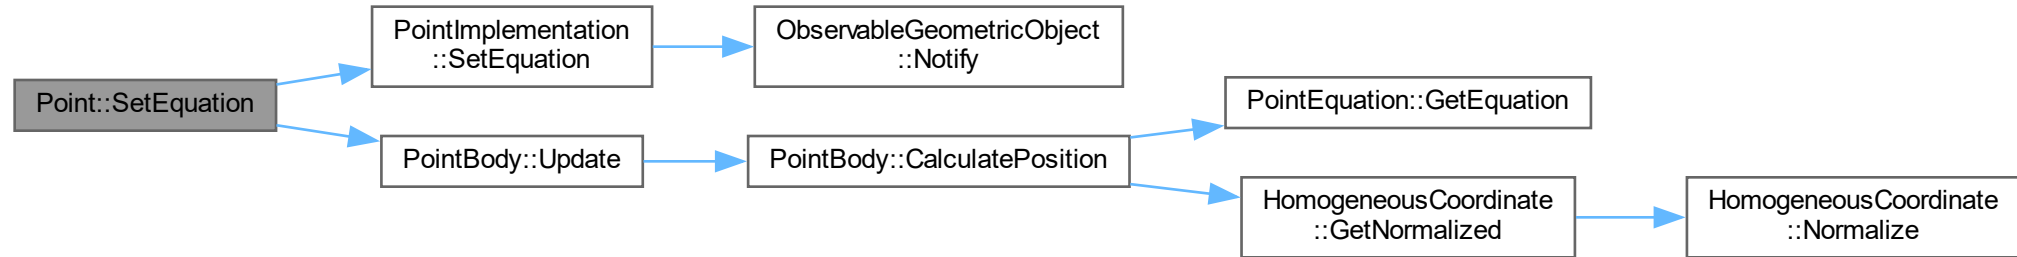 Point::SetEquation
PointImplementation
::SetEquation
ObservableGeometricObject
::Notify
PointBody::Update
PointBody::CalculatePosition
PointEquation::GetEquation
HomogeneousCoordinate
::GetNormalized
HomogeneousCoordinate
::Normalize